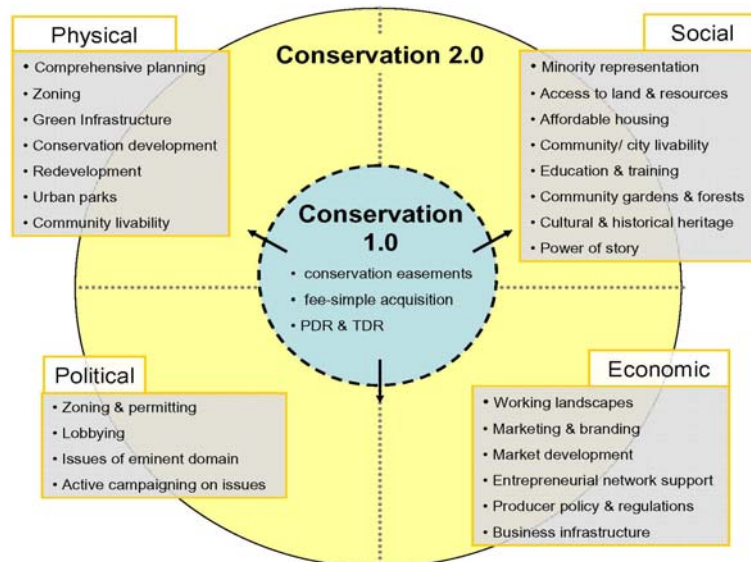 Physical
• Comprehensive planning
• Zoning
• Green Infrastructure
• Conservation development
• Redevelopment
• Urban parks
• Community livability
Conservation 2.0
Social
• Minority representation
• Access to land & resources
• Affordable housing
• Community/ city livability
• Education & training
• Community gardens & forests
• Cultural & historical heritage
• Power of story
Conservation
1.0
• conservation easements
• fee-simple acquisition
• PDR & TDR
Political
• Zoning & permitting
• Lobbying
• Issues of eminent domain
• Active campaigning on issues
Economic
• Working landscapes
• Marketing & branding
• Market development
• Entrepreneurial network support
• Producer policy & regulations
• Business infrastructure